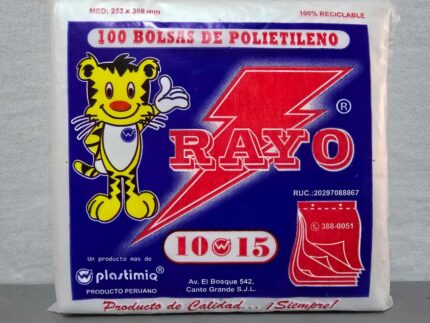 MED: 253 x 368 mm
100% RECICLABLE
100 BOLSAS DE POLIETILENO
RAYO
®
RUC.:20297088867
388-0051
10 15
Un producto mas de
plastimiq®
PRODUCTO PERUANO
Av. El Bosque 542,
Canto Grande S.J.L.
Producto de Calidad... ¡Siempre!